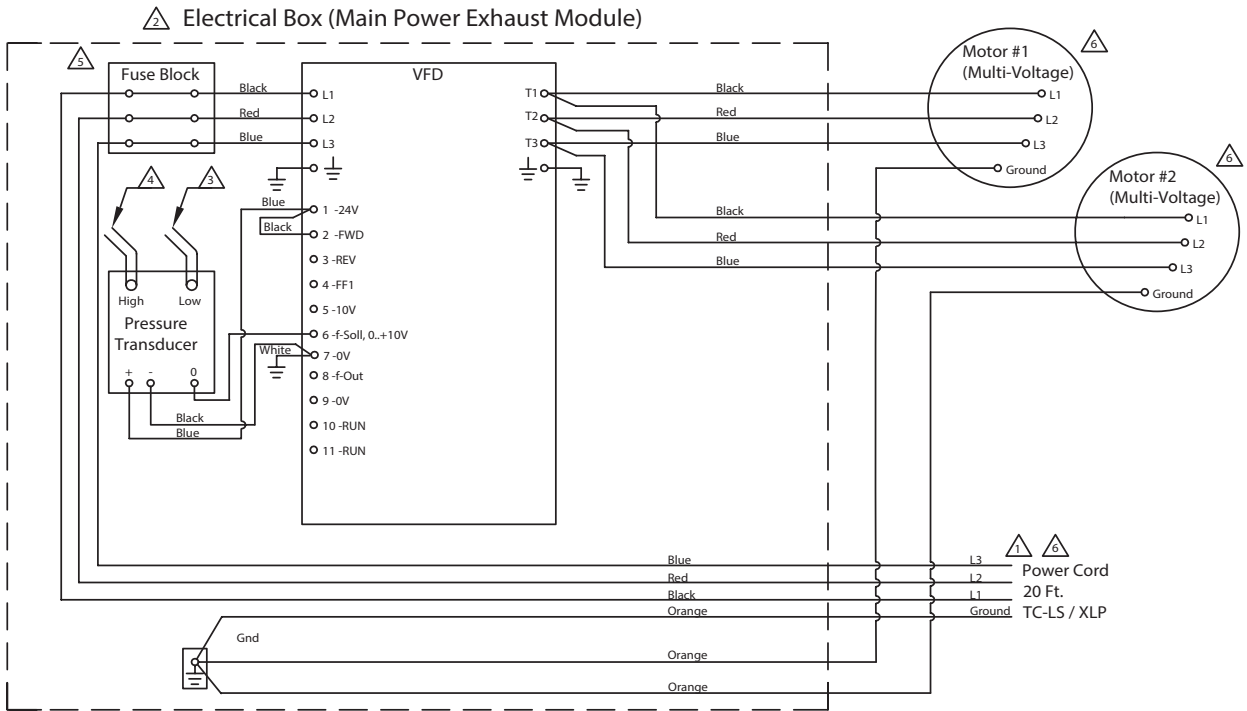 2 Electrical Box (Main Power Exhaust Module)
5
Fuse Block
Black
Red
Blue
VFD
L1
L2
L3
T1
T2
T3
Black
Red
Blue
Motor #1
(Multi-Voltage)
6
L1
L2
L3
Ground
Motor #2
(Multi-Voltage)
6
L1
L2
L3
Ground
Black
Red
Blue
4
3
High
Low
Pressure
Transducer
+ - 0
Black
Blue
Blue
Black
White
1 -24V
2 -FWD
3 -REV
4 -FF1
5 -10V
6 -f-Soll, 0..+10V
7 -0V
8 -f-Out
9 -0V
10 -RUN
11 -RUN
1 6
Blue L3
Red L2
Black L1
Orange Ground
Power Cord
20 Ft.
TC-LS / XLP
Gnd
Orange
Orange